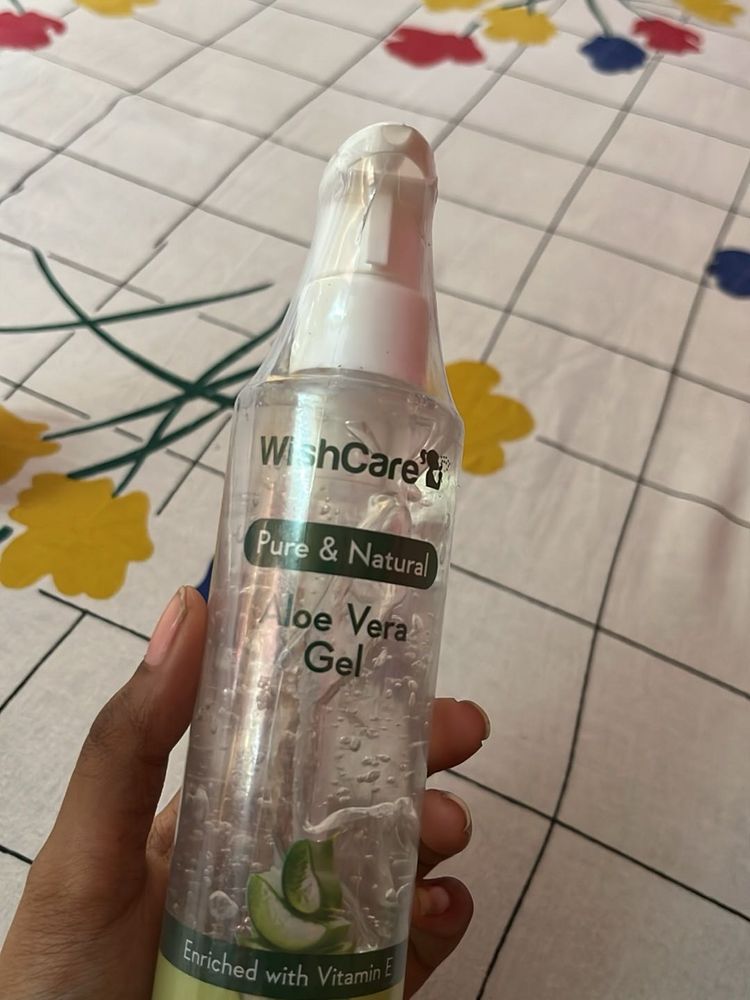 WishCare
Pure & Natural
Aloe Vera
Gel
Enriched with Vitamin E